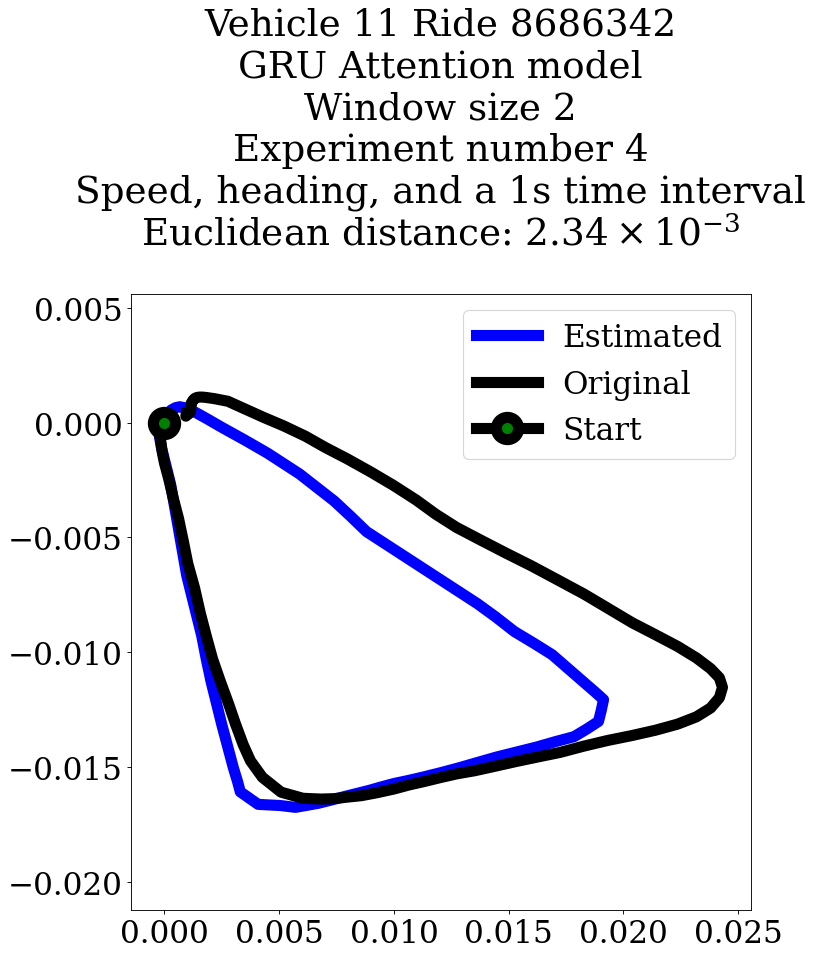 Vehicle 11 Ride 8686342
GRU Attention model
Window size 2
Experiment number 4
Speed, heading, and a 1s time interval
Euclidean distance: 2.34 × 10⁻³
0.005
Estimated
Original
0.000
Start
−0.005
−0.010
−0.015
−0.020
0.000 0.005 0.010 0.015 0.020 0.025